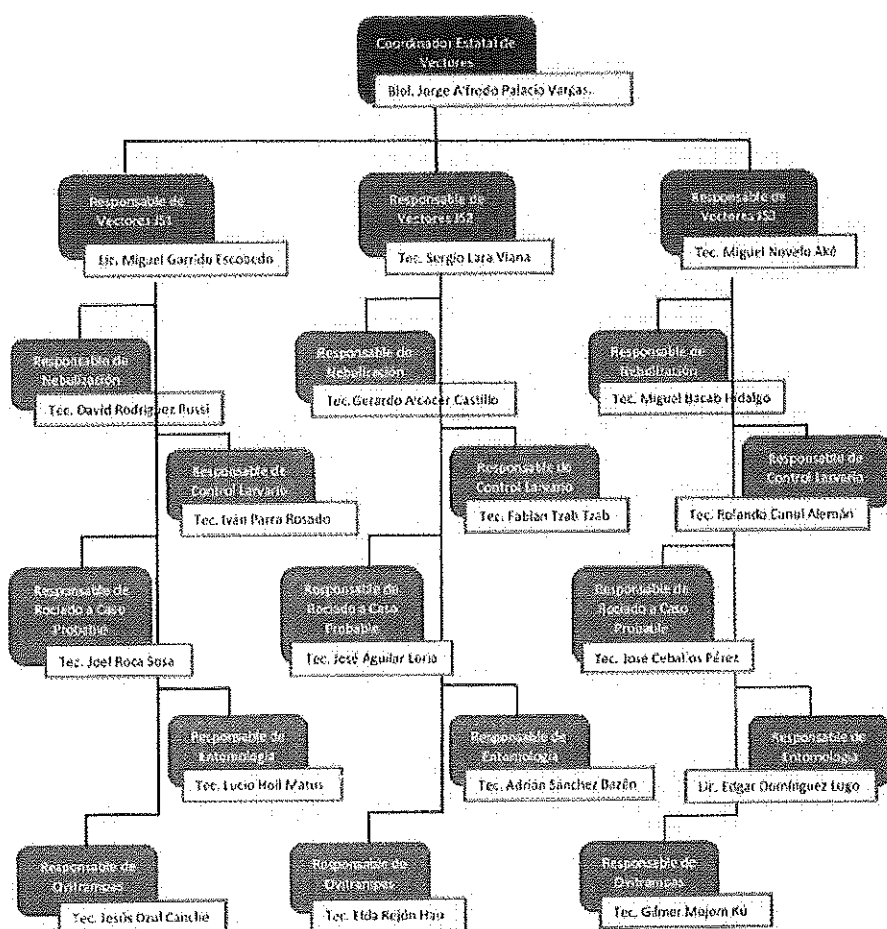 Coordinador Estatal de
Vectores
Biol. Jorge Alfredo Palacio Vargas.
Responsable de
Vectores JS1
Lic. Miguel Garrido Escobedo
Responsable de
Vectores JS2
Tec. Sergio Lara Viana
Responsable de
Vectores JS3
Tec. Miguel Novelo Aké
Responsable de
Nebulización
Tec. David Rodriguez Russi
Responsable de
Nebulización
Tec. Gerardo Alcocer Castillo
Responsable de
Nebulización
Tec. Miguel Bacab Hidalgo
Responsable de
Control Larvario
Tec. Iván Parra Rosado
Responsable de
Control Larvario
Tec. Fabian Tzab Tzab
Responsable de
Control Larvario
Tec. Rolando Canul Alemán
Responsable de
Rociado a Caso
Probable
Tec. Joel Roca Sosa
Responsable de
Rociado a Caso
Probable
Tec. José Aguilar Loria
Responsable de
Rociado a Caso
Probable
Tec. José Ceballos Pérez
Responsable de
Entomología
Tec. Lucio Hoil Matus
Responsable de
Entomología
Tec. Adrián Sánchez
Responsable de
Entomología
Lic. Edgar Domínguez Lugo
Responsable de
Ovitrampas
Tec. Jesús Dzul Canché
Responsable de
Ovitrampas
Tec. Elda Rejón
Responsable de
Ovitrampas
Tec. Gilmer Kú